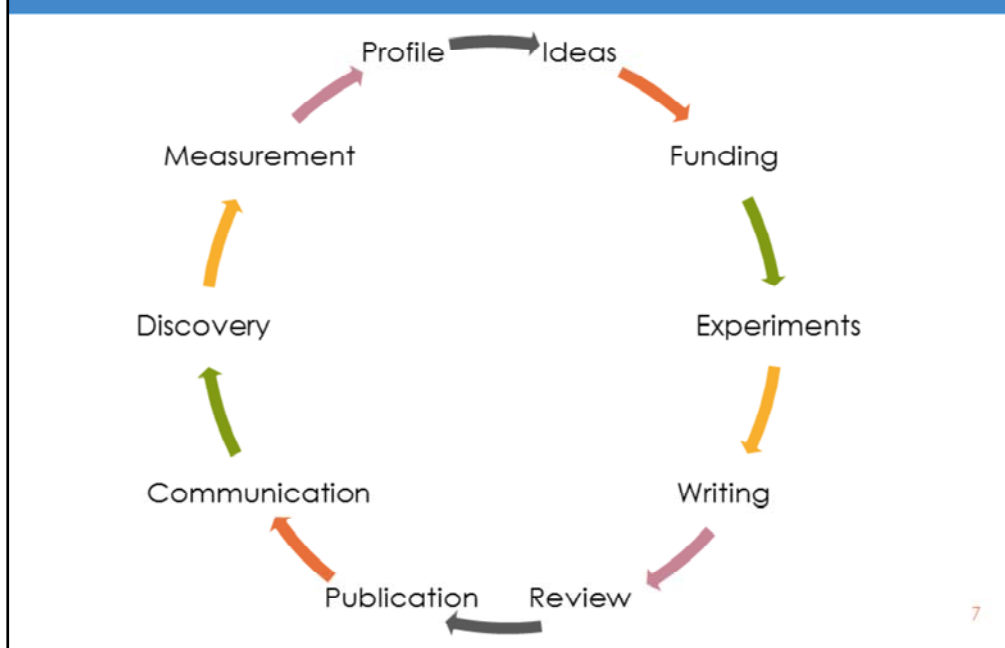 Profile
Ideas
Funding
Experiments
Writing
Review
Publication
Communication
Discovery
Measurement
7